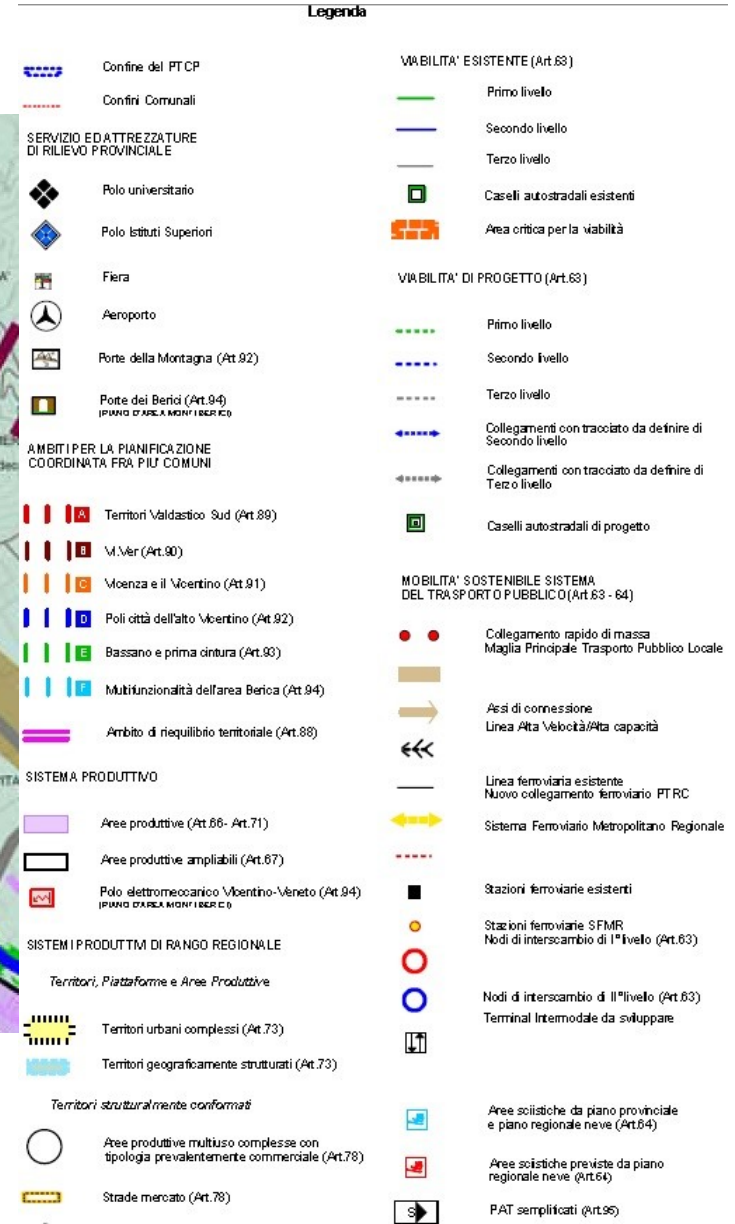 Legenda
Confine del PTCP
Confini Comunali
SERVIZIO ED ATTREZZATURE
DI RILIEVO PROVINCIALE
Polo universitario
Polo Istituti Superiori
Fiera
Aeroporto
Porte della Montagna (Art.92)
Porte dei Berici (Art.94)
(PIANO D'AREA MONTI BERICI)
AMBITI PER LA PIANIFICAZIONE
COORDINATA FRA PIU' COMUNI
A Territori Valdastico Sud (Art.89)
B VI.Ver (Art.90)
C Vicenza e il Vicentino (Art.91)
D Poli città dell'alto Vicentino (Art.92)
E Bassano e prima cintura (Art.93)
F Multifunzionalità dell'area Berica (Art.94)
Ambito di riequilibrio territoriale (Art.88)
SISTEMA PRODUTTIVO
Aree produttive (Art.66- Art.71)
Aree produttive ampliabili (Art.67)
Polo elettromeccanico Vicentino-Veneto (Art.94)
(PIANO D'AREA MONTI BERICI)
SISTEMI PRODUTTIVI DI RANGO REGIONALE
Territori, Piattaforme e Aree Produttive
Territori urbani complessi (Art.73)
Territori geograficamente strutturati (Art.73)
Territori strutturalmente conformati
Aree produttive multiuso complesse con
tipologia prevalentemente commerciale (Art.78)
Strade mercato (Art.78)
VIABILITA' ESISTENTE (Art.63)
Primo livello
Secondo livello
Terzo livello
Caselli autostradali esistenti
Area critica per la viabilità
VIABILITA' DI PROGETTO (Art.63)
Primo livello
Secondo livello
Terzo livello
Collegamenti con tracciato da definire di
Secondo livello
Collegamenti con tracciato da definire di
Terzo livello
Caselli autostradali di progetto
MOBILITA' SOSTENIBILE SISTEMA
DEL TRASPORTO PUBBLICO (Art.63 - 64)
Collegamento rapido di massa
Maglia Principale Trasporto Pubblico Locale
Assi di connessione
Linea Alta Velocità/Alta capacità
Linea ferroviaria esistente
Nuovo collegamento ferroviario PTRC
Sistema Ferroviario Metropolitano Regionale
Stazioni ferroviarie esistenti
Stazioni ferroviarie SFMR
Nodi di interscambio di I° livello (Art.63)
Nodi di interscambio di II°livello (Art.63)
Terminal Intermodale da sviluppare
Aree sciistiche da piano provinciale
e piano regionale neve (Art.64)
Aree sciistiche previste da piano
regionale neve (Art.64)
S PAT semplificati (Art.95)